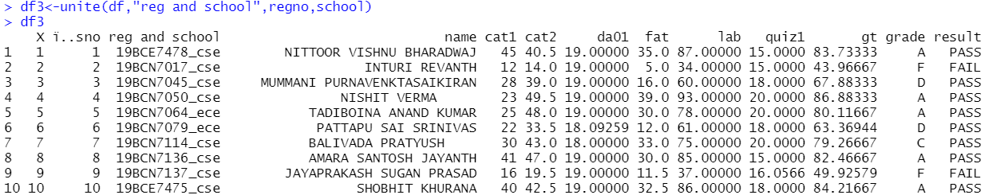 > df3<-unite(df,"reg and school",regno,school)
> df3
X ï..sno reg and school name cat1 cat2 da01 fat lab quiz1 gt grade result
1 1 1 19BCE7478_cse NITTOOR VISHNU BHARADWAJ 45 40.5 19.00000 35.0 87.00000 15.0000 83.73333 A PASS
2 2 2 19BCN7017_cse INTURI REVANTH 12 14.0 19.00000 5.0 34.00000 15.0000 43.96667 F FAIL
3 3 3 19BCN7045_cse MUMMANI PURNAVENKTASAIKIRAN 28 39.0 19.00000 16.0 60.00000 18.0000 67.88333 D PASS
4 4 4 19BCN7050_cse NISHIT VERMA 23 49.5 19.00000 39.0 93.00000 20.0000 86.88333 A PASS
5 5 5 19BCN7064_ece TADIBOINA ANAND KUMAR 25 48.0 19.00000 30.0 78.00000 20.0000 80.11667 A PASS
6 6 6 19BCN7079_ece PATTAPU SAI SRINIVAS 22 33.5 18.09259 12.0 61.00000 18.0000 63.36944 D PASS
7 7 7 19BCN7114_cse BALIVADA PRATYUSH 30 43.0 18.00000 33.0 75.00000 20.0000 79.26667 C PASS
8 8 8 19BCN7136_cse AMARA SANTOSH JAYANTH 41 47.0 19.00000 30.0 85.00000 15.0000 82.46667 A PASS
9 9 9 19BCN7137_cse JAYAPRAKASH SUGAN PRASAD 16 19.5 19.00000 11.5 37.00000 16.0566 49.92579 F FAIL
10 10 10 19BCE7475_cse SHOBHIT KHURANA 40 42.5 19.00000 32.5 86.00000 18.0000 84.21667 A PASS